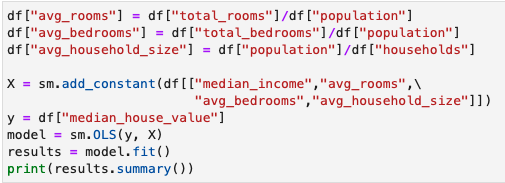 df["avg_rooms"] = df["total_rooms"]/df["population"]
df["avg_bedrooms"] = df["total_bedrooms"]/df["population"]
df["avg_household_size"] = df["population"]/df["households"]

X = sm.add_constant(df[["median_income","avg_rooms",\
                        "avg_bedrooms","avg_household_size"]])
y = df["median_house_value"]
model = sm.OLS(y, X)
results = model.fit()
print(results.summary())